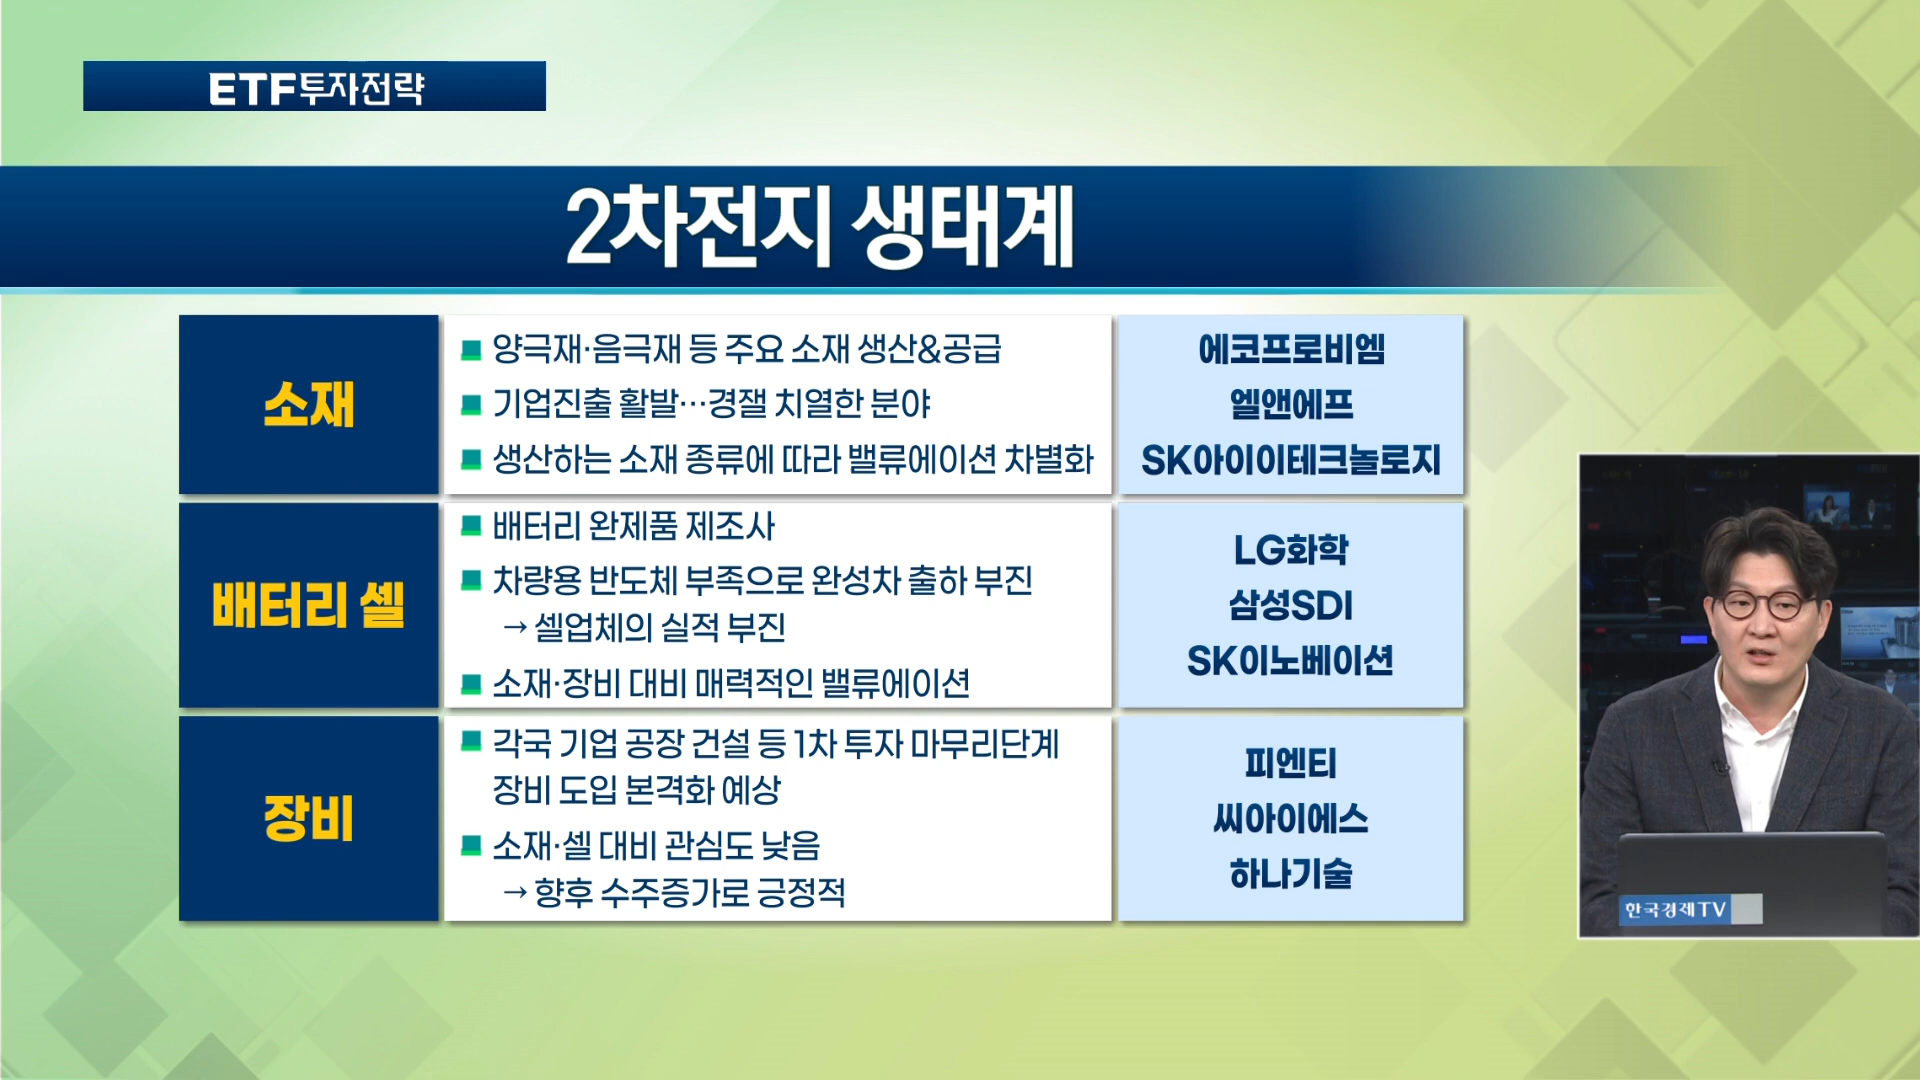 ETF투자전략
2차전지 생태계
소재
양극재·음극재 등 주요 소재 생산&공급
기업진출 활발…경쟬 치열한 분야
생산하는 소재 종류에 따라 밸류에이션 차별화
에코프로비엠
엘앤에프
SK아이이테크놀로지
배터리 셀
배터리 완제품 제조사
차량용 반도체 부족으로 완성차 출하 부진
→ 셀업체의 실적 부진
소재·장비 대비 매력적인 밸류에이션
LG화학
삼성SDI
SK이노베이션
장비
각국 기업 공장 건설 등 1차 투자 마무리단계
장비 도입 본격화 예상
소재·셀 대비 관심도 낮음
→ 향후 수주증가로 긍정적
피엔티
씨아이에스
하나기술
한국경제TV